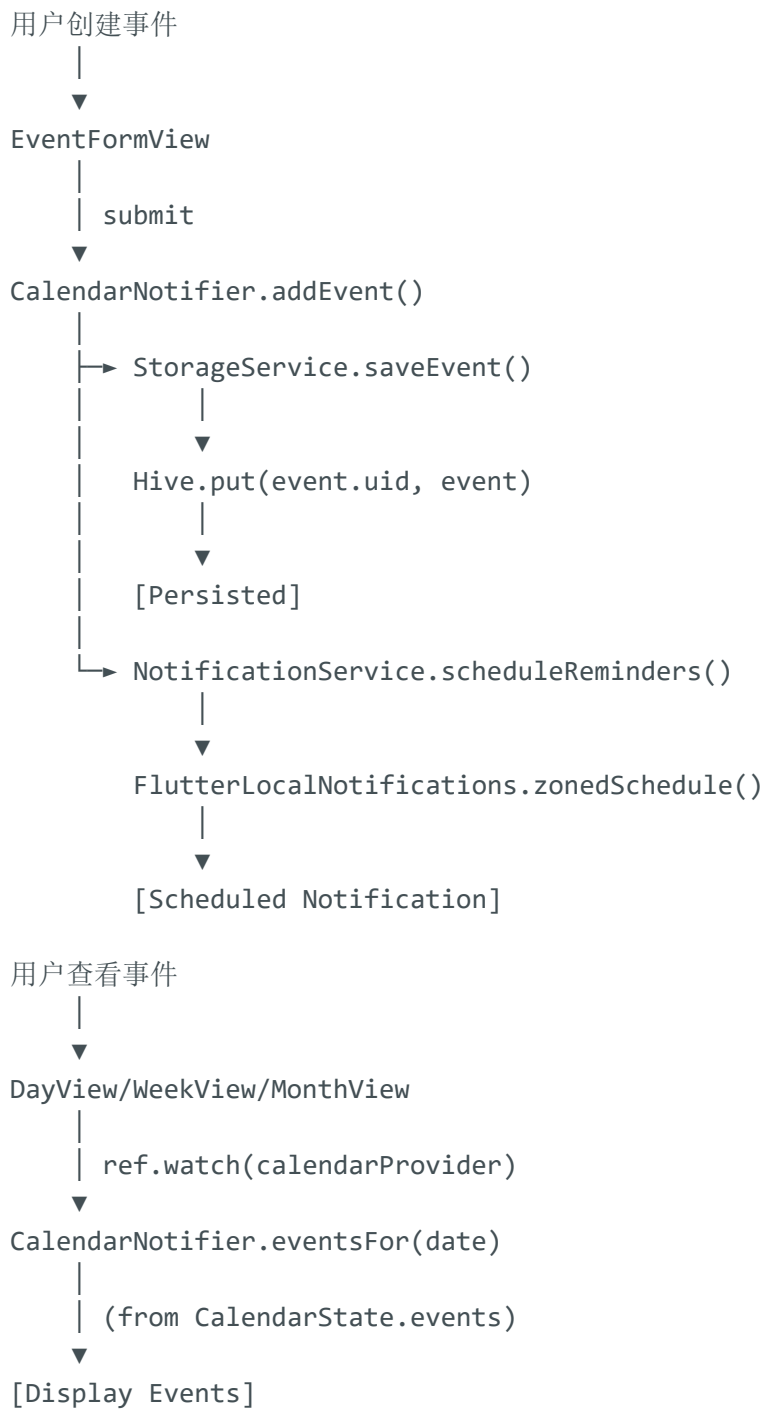 用户创建事件
EventFormView
submit
CalendarNotifier.addEvent()
StorageService.saveEvent()
Hive.put(event.uid, event)
[Persisted]
NotificationService.scheduleReminders()
FlutterLocalNotifications.zonedSchedule()
[Scheduled Notification]
用户查看事件
DayView/WeekView/MonthView
ref.watch(calendarProvider)
CalendarNotifier.eventsFor(date)
(from CalendarState.events)
[Display Events]